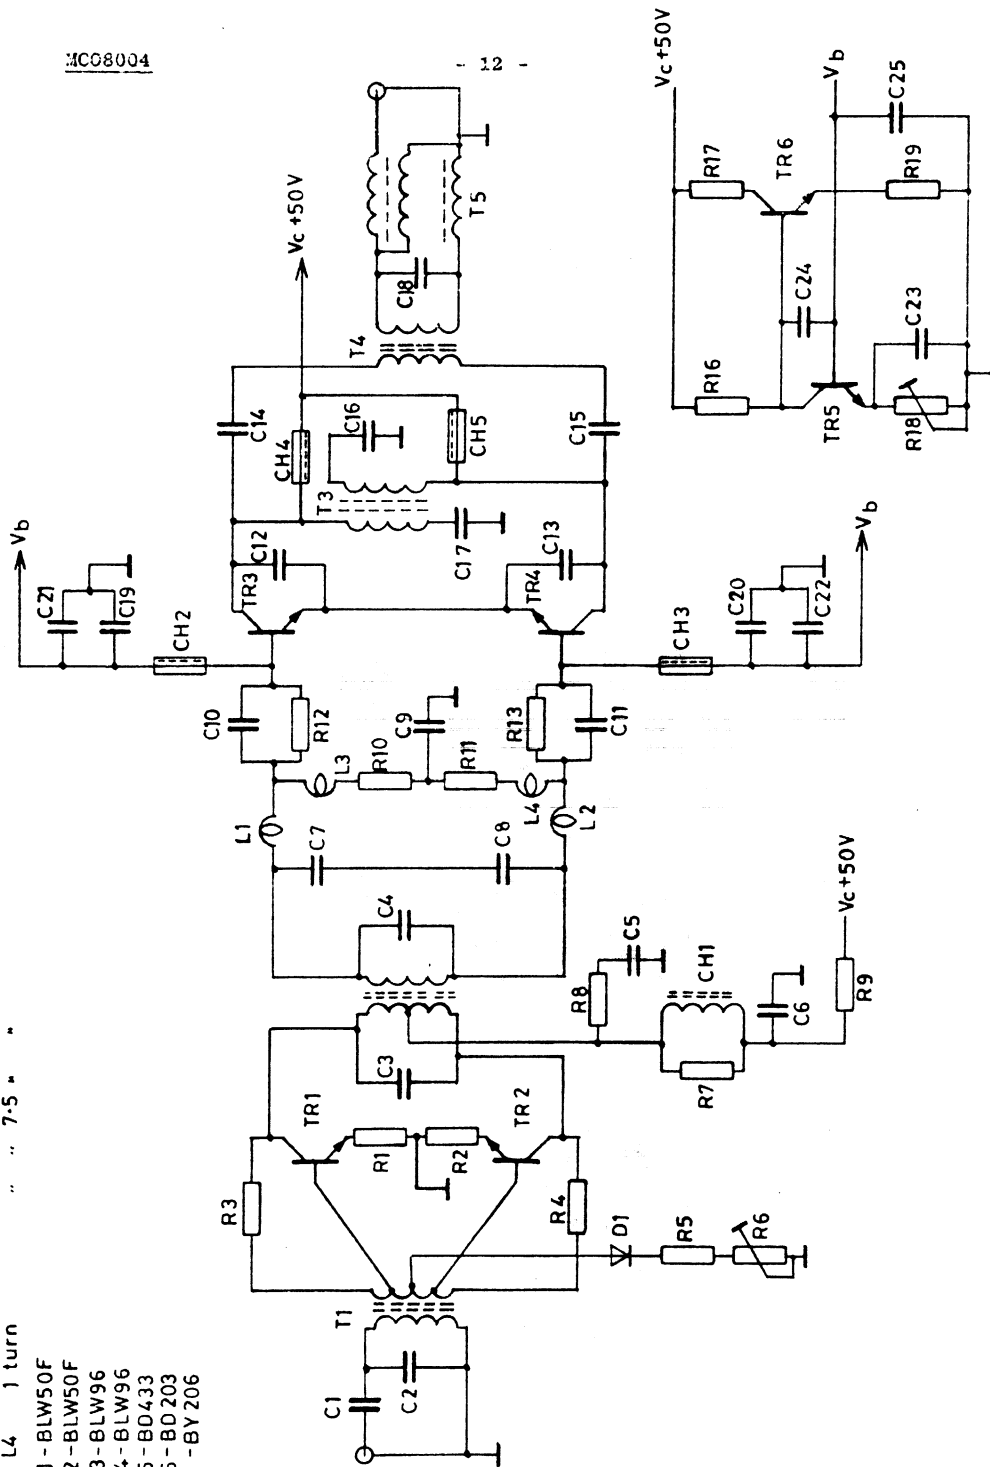 MCO8004
- 12 -
L4 1 turn
" " 7·5 " "
1 - BLW50F
2 - BLW50F
3 - BLW96
4 - BLW96
5 - BD433
6 - BD203
- BY206
C1
C2
T1
R3
R4
TR1
TR2
R1
R2
C3
D1
R5
R6
C4
R8
C5
CH1
R7
C6
R9
Vc+50V
L1
C7
C8
L2
L3
L4
R10
R11
C9
C10
R12
R13
C11
CH2
C21
C19
Vb
TR3
C12
TR4
C13
CH3
C20
C22
Vb
T3
C17
C16
CH4
CH5
C14
C15
Vc+50V
T4
C18
T5
Vc+50V
R16
R17
TR6
C24
Vb
C25
TR5
R18
C23
R19